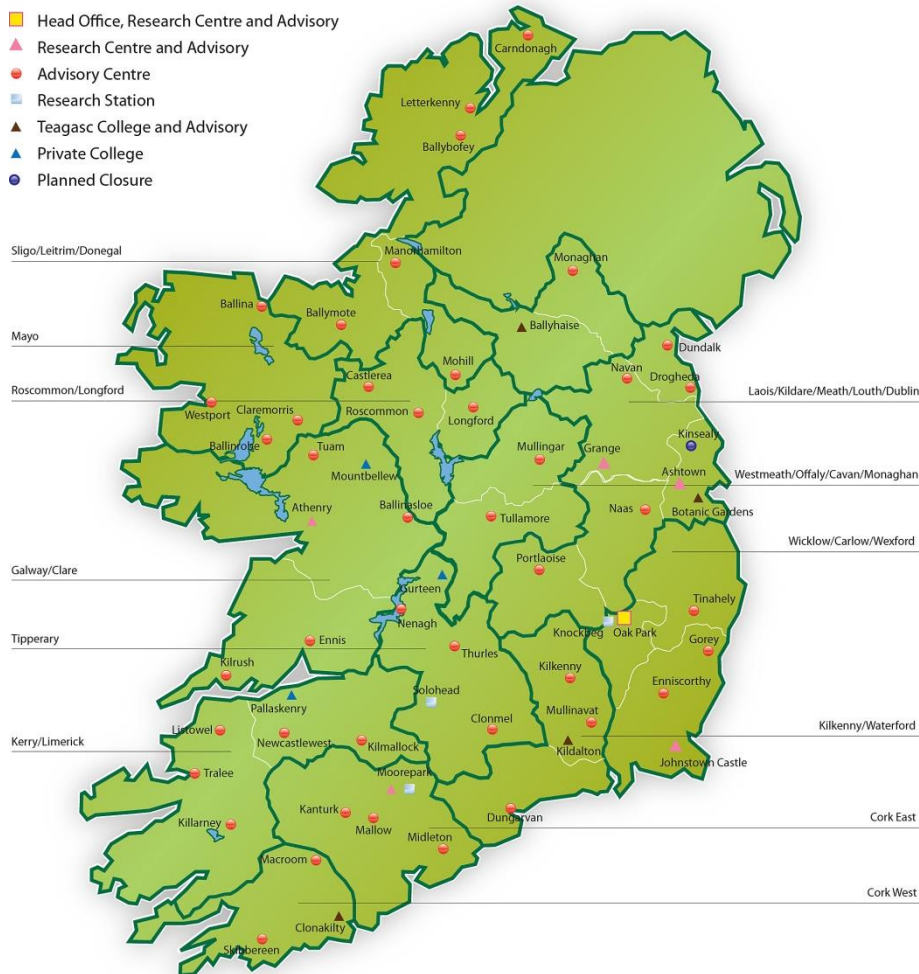 Head Office, Research Centre and Advisory
Research Centre and Advisory
Advisory Centre
Research Station
Teagasc College and Advisory
Private College
Planned Closure
Carndonagh
Letterkenny
Ballybofey
Sligo/Leitrim/Donegal
Manorhamilton
Monaghan
Ballina
Ballymote
Ballyhaise
Mayo
Dundalk
Mohill
Castlerea
Navan
Drogheda
Roscommon/Longford
Laois/Kildare/Meath/Louth/Dublin
Westport
Claremorris
Roscommon
Longford
Ballinrobe
Tuam
Mullingar
Grange
Kinsealy
Mountbellew
Ashtown
Westmeath/Offaly/Cavan/Monaghan
Athenry
Ballinasloe
Tullamore
Naas
Botanic Gardens
Wicklow/Carlow/Wexford
Portlaoise
Galway/Clare
Gurteen
Tinahely
Nenagh
Knockbeg
Oak Park
Tipperary
Ennis
Thurles
Gorey
Kilrush
Kilkenny
Solohead
Enniscorthy
Pallaskenry
Mullinavat
Listowel
Clonmel
Kilkenny/Waterford
Newcastlewest
Kilmallock
Kildalton
Kerry/Limerick
Johnstown Castle
Tralee
Moorepark
Kanturk
Dungarvan
Cork East
Killarney
Mallow
Midleton
Macroom
Cork West
Clonakilty
Skibbereen